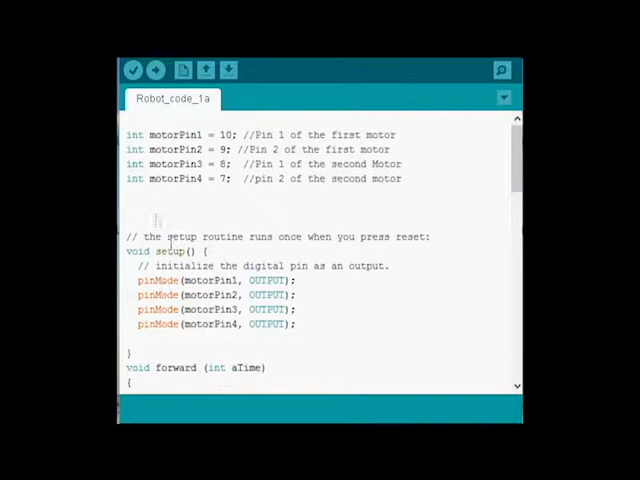 Robot_code_1a
int motorPin1 = 10; //Pin 1 of the first motor
int motorPin2 = 9; //Pin 2 of the first motor
int motorPin3 = 8;  //Pin 1 of the second Motor
int motorPin4 = 7;  //pin 2 of the second motor
// the setup routine runs once when you press reset:
void setup() {
// initialize the digital pin as an output.
pinMode(motorPin1, OUTPUT);
pinMode(motorPin2, OUTPUT);
pinMode(motorPin3, OUTPUT);
pinMode(motorPin4, OUTPUT);
}
void forward (int aTime)
{